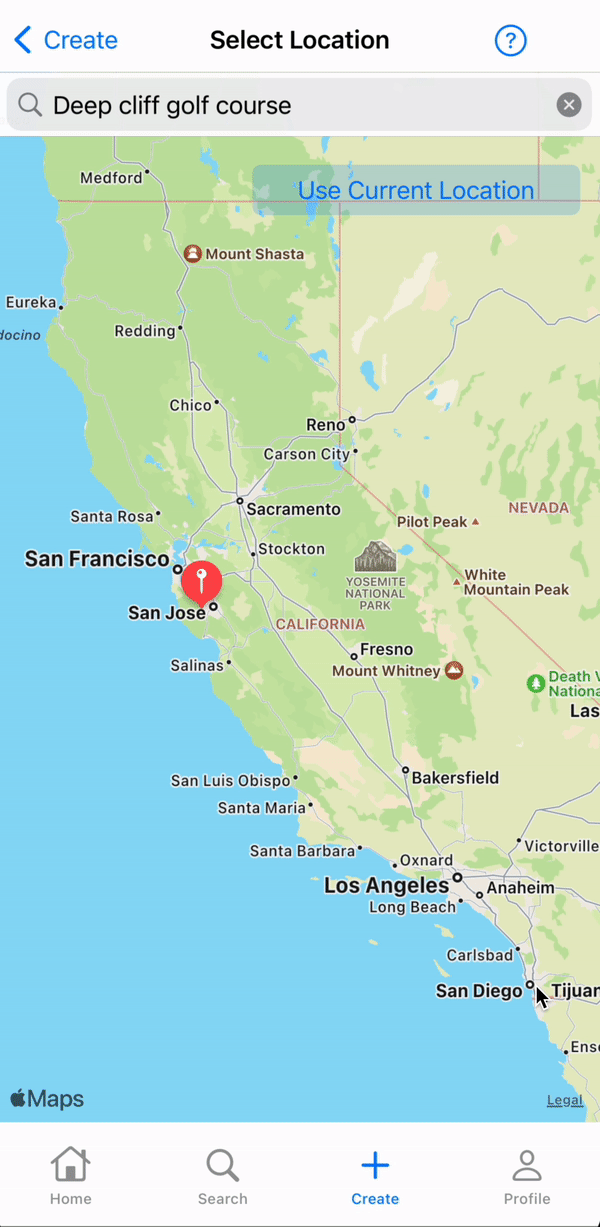 Create
Select Location
?
Deep cliff golf course
Use Current Location
Medford
Mount Shasta
Eureka
docino
Redding
Chico
Reno
Carson City
Sacramento
Santa Rosa
Pilot Peak
NEVADA
San Francisco
Stockton
YOSEMITE
NATIONAL
PARK
White
Mountain Peak
San Jose
CALIFORNIA
Fresno
Salinas
Mount Whitney
Death V
Nationa
Las
San Luis Obispo
Bakersfield
Santa Maria
Santa Barbara
Victorville
Oxnard
Los Angeles
Anaheim
Long Beach
Carlsbad
San Diego
Tijuan
Ense
Maps
Legal
Home
Search
Create
Profile